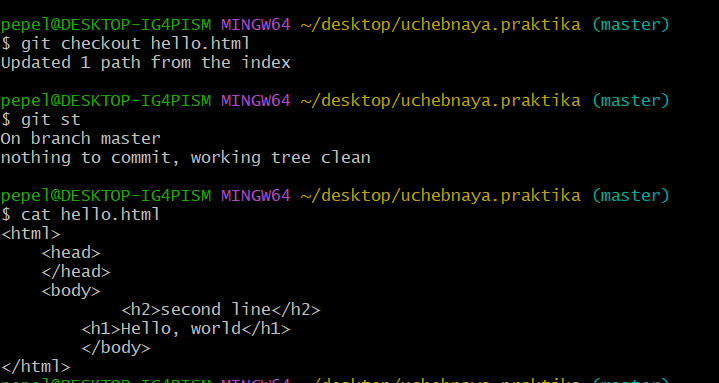 pepel@DESKTOP-IG4PISM MINGW64 ~/desktop/uchebnaya.praktika (master)
$ git checkout hello.html
Updated 1 path from the index

pepel@DESKTOP-IG4PISM MINGW64 ~/desktop/uchebnaya.praktika (master)
$ git st
On branch master
nothing to commit, working tree clean

pepel@DESKTOP-IG4PISM MINGW64 ~/desktop/uchebnaya.praktika (master)
$ cat hello.html
<html>
    <head>
    </head>
    <body>
            <h2>second line</h2>
        <h1>Hello, world</h1>
        </body>
</html>